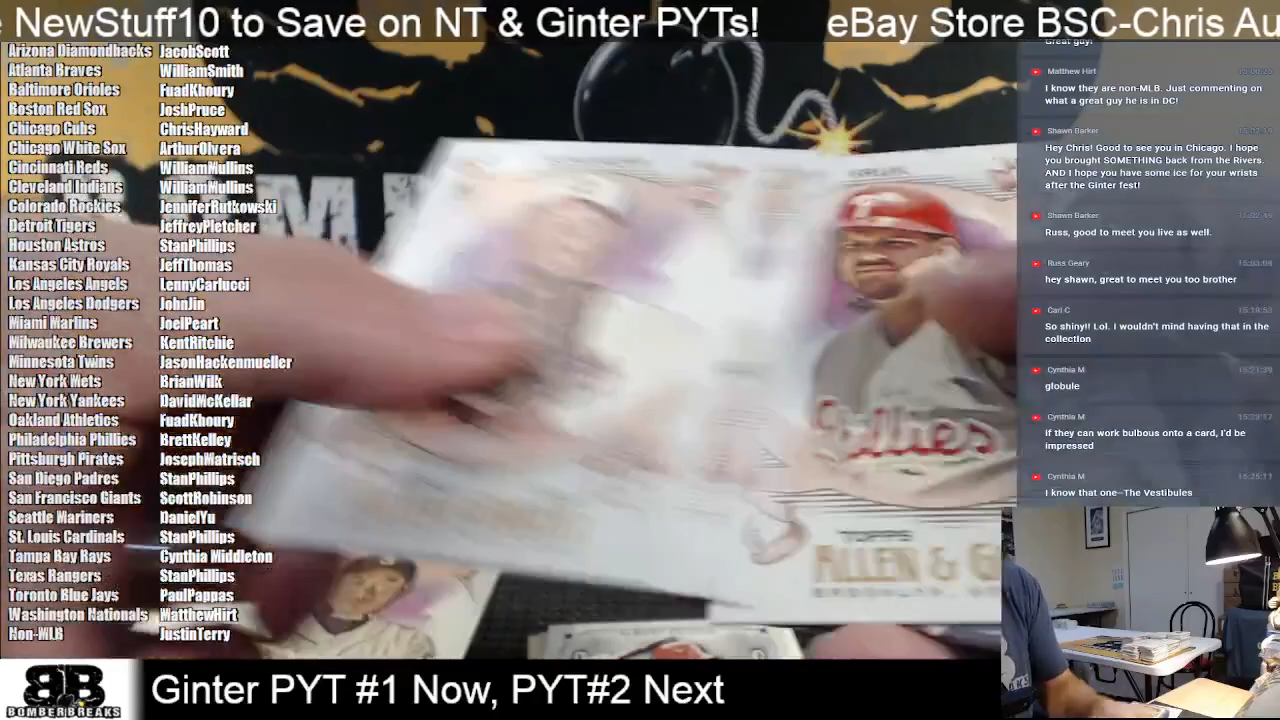 NewStuff10 to Save on NT & Ginter PYTs! eBay Store BSC-Chris Au
Arizona Diamondbacks JacobScott
Atlanta Braves WilliamSmith
Baltimore Orioles FuadKhoury
Boston Red Sox JoshPruce
Chicago Cubs ChrisHayward
Chicago White Sox ArthurOlvera
Cincinnati Reds WilliamMullins
Cleveland Indians WilliamMullins
Colorado Rockies JenniferRutkowski
Detroit Tigers JeffreyPletcher
Houston Astros StanPhillips
Kansas City Royals JeffThomas
Los Angeles Angels LennyCarlucci
Los Angeles Dodgers JohnJin
Miami Marlins JoelPeart
Milwaukee Brewers KentRitchie
Minnesota Twins JasonHackenmueller
New York Mets BrianWilk
New York Yankees DavidMcKellar
Oakland Athletics FuadKhoury
Philadelphia Phillies BrettKelley
Pittsburgh Pirates JosephMatrisch
San Diego Padres StanPhillips
San Francisco Giants ScottRobinson
Seattle Mariners DanielYu
St. Louis Cardinals StanPhillips
Tampa Bay Rays Cynthia Middleton
Texas Rangers StanPhillips
Toronto Blue Jays PaulPappas
Washington Nationals MatthewHirt
Non-MLB JustinTerry
Phillies
TOPPS
ALLEN & G
Great guy!
Matthew Hirt
I know they are non-MLB. Just commenting on
what a great guy he is in DC!
Shawn Barker
Hey Chris! Good to see you in Chicago. I hope
you brought SOMETHING back from the Rivers.
AND I hope you have some ice for your wrists
after the Ginter fest!
Shawn Barker
Russ, good to meet you live as well.
Russ Geary
hey shawn, great to meet you too brother
Carl C
So shiny!! Lol. I wouldn't mind having that in the
collection
Cynthia M
globule
Cynthia M
if they can work bulbous onto a card, I'd be
impressed
Cynthia M
I know that one--The Vestibules
BOMBERBREAKS
Ginter PYT #1 Now, PYT#2 Next